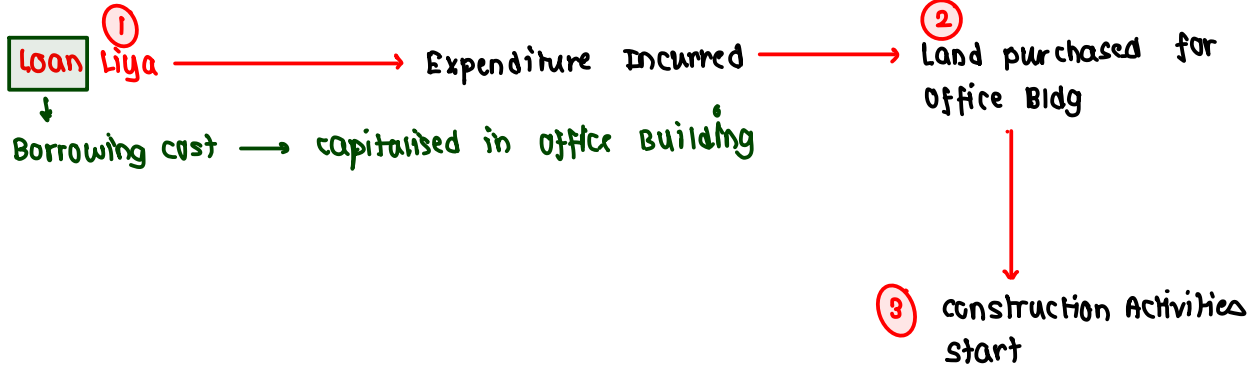 1
2
Loan Liya → Expenditure Incurred → Land purchased for
Office Bldg
↓
Borrowing cost → capitalised in Office Building
↓
3 construction Activities
start